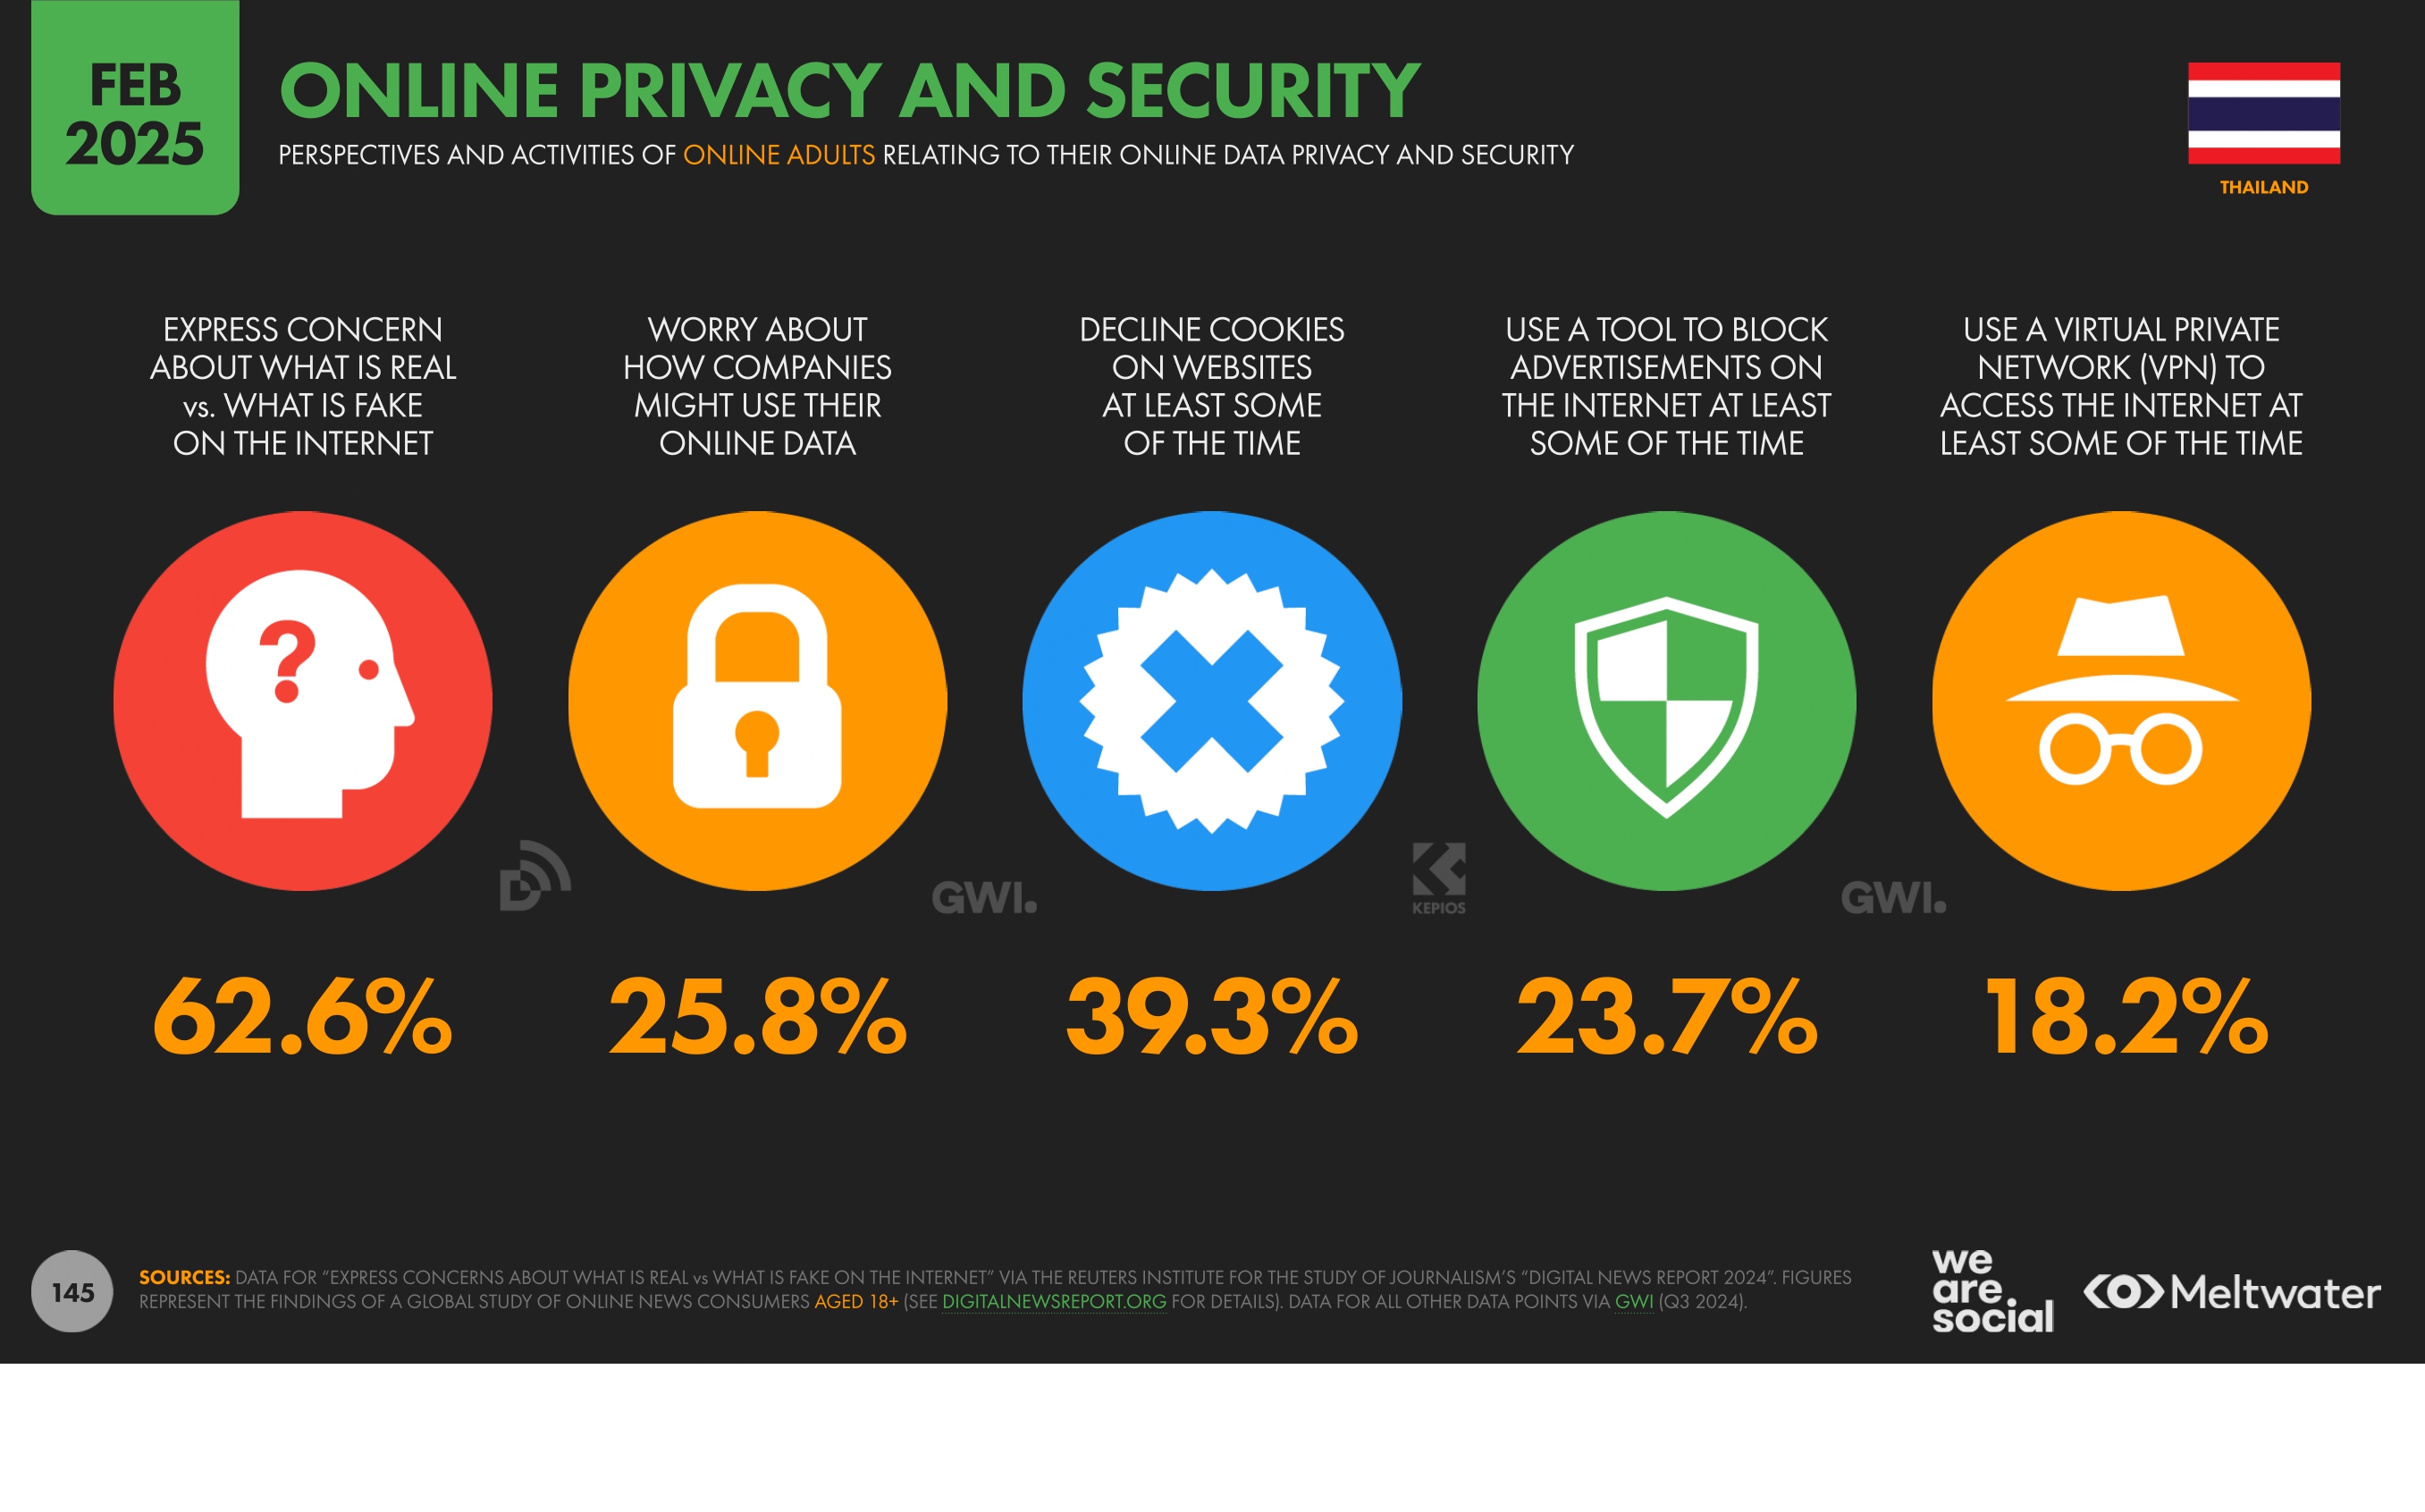 FEB
2025
ONLINE PRIVACY AND SECURITY
PERSPECTIVES AND ACTIVITIES OF ONLINE ADULTS RELATING TO THEIR ONLINE DATA PRIVACY AND SECURITY
THAILAND
EXPRESS CONCERN
ABOUT WHAT IS REAL
vs. WHAT IS FAKE
ON THE INTERNET
WORRY ABOUT
HOW COMPANIES
MIGHT USE THEIR
ONLINE DATA
DECLINE COOKIES
ON WEBSITES
AT LEAST SOME
OF THE TIME
USE A TOOL TO BLOCK
ADVERTISEMENTS ON
THE INTERNET AT LEAST
SOME OF THE TIME
USE A VIRTUAL PRIVATE
NETWORK (VPN) TO
ACCESS THE INTERNET AT
LEAST SOME OF THE TIME
?
D
GWI.
KEPIOS
GWI.
62.6%
25.8%
39.3%
23.7%
18.2%
145
SOURCES: DATA FOR “EXPRESS CONCERNS ABOUT WHAT IS REAL vs WHAT IS FAKE ON THE INTERNET” VIA THE REUTERS INSTITUTE FOR THE STUDY OF JOURNALISM’S “DIGITAL NEWS REPORT 2024”. FIGURES
REPRESENT THE FINDINGS OF A GLOBAL STUDY OF ONLINE NEWS CONSUMERS AGED 18+ (SEE DIGITALNEWSREPORT.ORG FOR DETAILS). DATA FOR ALL OTHER DATA POINTS VIA GWI (Q3 2024).
we
are
social
Meltwater